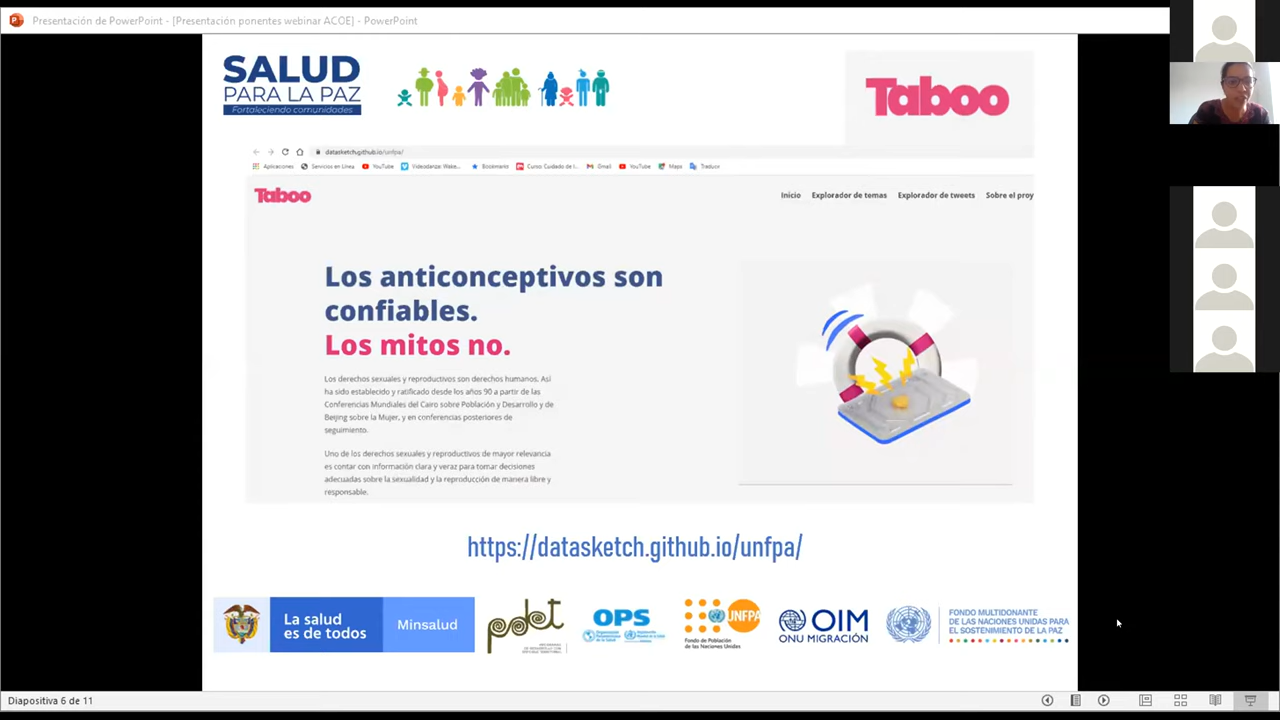 Presentación de PowerPoint - [Presentación ponentes webinar ACOE] - PowerPoint
SALUD
PARA LA PAZ
Fortaleciendo comunidades
Taboo
datasketch.github.io/unfpa/
Aplicaciones
Servicios en Línea
YouTube
Videodanza: Wake...
Bookmarks
Curso: Cuidado de l...
Gmail
YouTube
Maps
Traducir
Taboo
Inicio
Explorador de temas
Explorador de tweets
Sobre el proy
Los anticonceptivos son
confiables.
Los mitos no.
Los derechos sexuales y reproductivos son derechos humanos. Así
ha sido establecido y ratificado desde los años 90 a partir de las
Conferencias Mundiales del Cairo sobre Población y Desarrollo y de
Beijing sobre la Mujer, y en conferencias posteriores de
seguimiento.
Uno de los derechos sexuales y reproductivos de mayor relevancia
es contar con información clara y veraz para tomar decisiones
adecuadas sobre la sexualidad y la reproducción de manera libre y
responsable.
https://datasketch.github.io/unfpa/
La salud
es de todos
Minsalud
pdet
OPS
UNFPA
Fondo de Población
de las Naciones Unidas
OIM
ONU MIGRACIÓN
FONDO MULTIDONANTE
DE LAS NACIONES UNIDAS PARA
EL SOSTENIMIENTO DE LA PAZ
Diapositiva 6 de 11